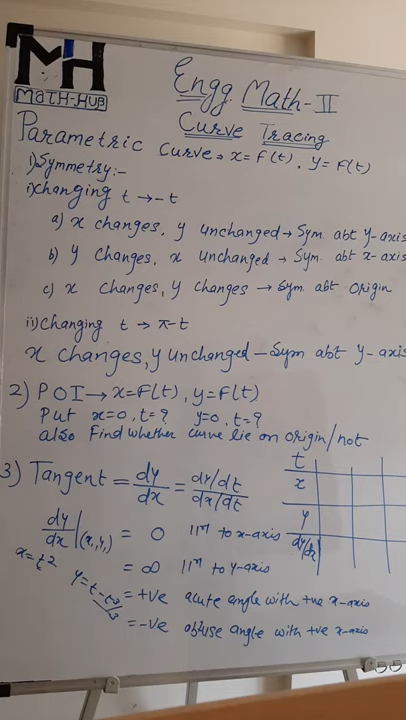 MH
MATH-HUB
Engg Math-II
Curve Tracing
Parametric Curve → x=F(t), y=F(t)
1) Symmetry:-
i) changing t → -t
a) x changes, y unchanged → Sym abt y-axis
b) y changes, x unchanged → Sym. abt x-axis
c) x changes, y changes → Sym. abt origin
ii) Changing t → π-t
x changes, y unchanged - Sym abt y-axis
2) P O I → x=F(t), y=F(t)
Put x=0, t=? y=0, t=?
also Find whether curve lie on origin/not
3) Tangent = dy/dx = (dy/dt)/(dx/dt)
t
x
y
dy/dx
dy/dx|(x₁,y₁) = 0 11ᵉˡ to x-axis
= ∞ 11ᵉˡ to y-axis
x=t² y=t-t³/3
= +ve acute angle with +ve x-axis
= -ve obtuse angle with +ve x-axis